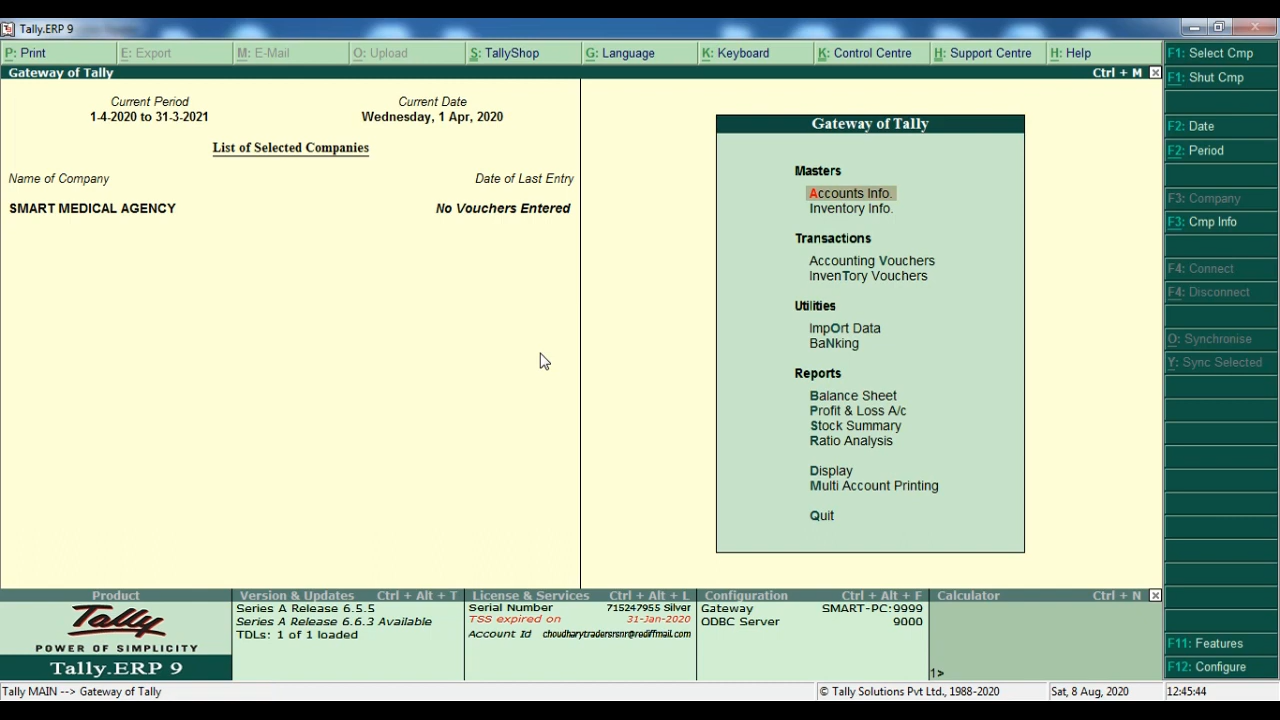 Tally.ERP 9
P: Print E: Export M: E-Mail O: Upload S: TallyShop G: Language K: Keyboard K: Control Centre H: Support Centre H: Help
Gateway of Tally Ctrl + M
Current Period Current Date
1-4-2020 to 31-3-2021 Wednesday, 1 Apr, 2020
List of Selected Companies
Name of Company Date of Last Entry
SMART MEDICAL AGENCY No Vouchers Entered
Gateway of Tally
Masters
Accounts Info.
Inventory Info.
Transactions
Accounting Vouchers
InvenTory Vouchers
Utilities
ImpOrt Data
BaNking
Reports
Balance Sheet
Profit & Loss A/c
Stock Summary
Ratio Analysis
Display
Multi Account Printing
Quit
F1: Select Cmp
F1: Shut Cmp
F2: Date
F2: Period
F3: Company
F3: Cmp Info
F4: Connect
F4: Disconnect
O: Synchronise
Y: Sync Selected
F11: Features
F12: Configure
Product
Tally
POWER OF SIMPLICITY
Tally.ERP 9
Version & Updates Ctrl + Alt + T
Series A Release 6.5.5
Series A Release 6.6.3 Available
TDLs: 1 of 1 loaded
License & Services Ctrl + Alt + L
Serial Number 715247955 Silver
TSS expired on 31-Jan-2020
Account Id choudharytradersrsnr@rediffmail.com
Configuration Ctrl + Alt + F
Gateway SMART-PC:9999
ODBC Server 9000
Calculator Ctrl + N
1>
Tally MAIN --> Gateway of Tally © Tally Solutions Pvt Ltd., 1988-2020 Sat, 8 Aug, 2020 12:45:44